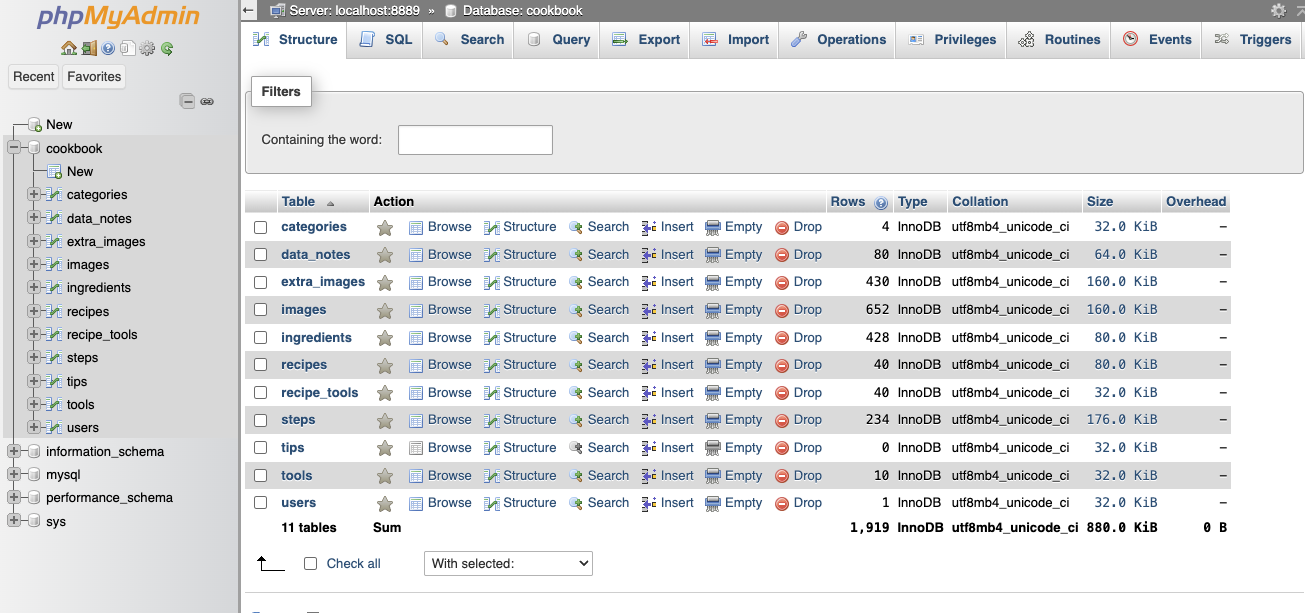 phpMyAdmin
Recent Favorites
New
cookbook
New
categories
data_notes
extra_images
images
ingredients
recipes
recipe_tools
steps
tips
tools
users
information_schema
mysql
performance_schema
sys
Server: localhost:8889 » Database: cookbook
Structure SQL Search Query Export Import Operations Privileges Routines Events Triggers
Filters
Containing the word:
Table Action Rows Type Collation Size Overhead
categories Browse Structure Search Insert Empty Drop 4 InnoDB utf8mb4_unicode_ci 32.0 KiB –
data_notes Browse Structure Search Insert Empty Drop 80 InnoDB utf8mb4_unicode_ci 64.0 KiB –
extra_images Browse Structure Search Insert Empty Drop 430 InnoDB utf8mb4_unicode_ci 160.0 KiB –
images Browse Structure Search Insert Empty Drop 652 InnoDB utf8mb4_unicode_ci 160.0 KiB –
ingredients Browse Structure Search Insert Empty Drop 428 InnoDB utf8mb4_unicode_ci 80.0 KiB –
recipes Browse Structure Search Insert Empty Drop 40 InnoDB utf8mb4_unicode_ci 80.0 KiB –
recipe_tools Browse Structure Search Insert Empty Drop 40 InnoDB utf8mb4_unicode_ci 32.0 KiB –
steps Browse Structure Search Insert Empty Drop 234 InnoDB utf8mb4_unicode_ci 176.0 KiB –
tips Browse Structure Search Insert Empty Drop 0 InnoDB utf8mb4_unicode_ci 32.0 KiB –
tools Browse Structure Search Insert Empty Drop 10 InnoDB utf8mb4_unicode_ci 32.0 KiB –
users Browse Structure Search Insert Empty Drop 1 InnoDB utf8mb4_unicode_ci 32.0 KiB –
11 tables Sum 1,919 InnoDB utf8mb4_unicode_ci 880.0 KiB 0 B
Check all With selected: